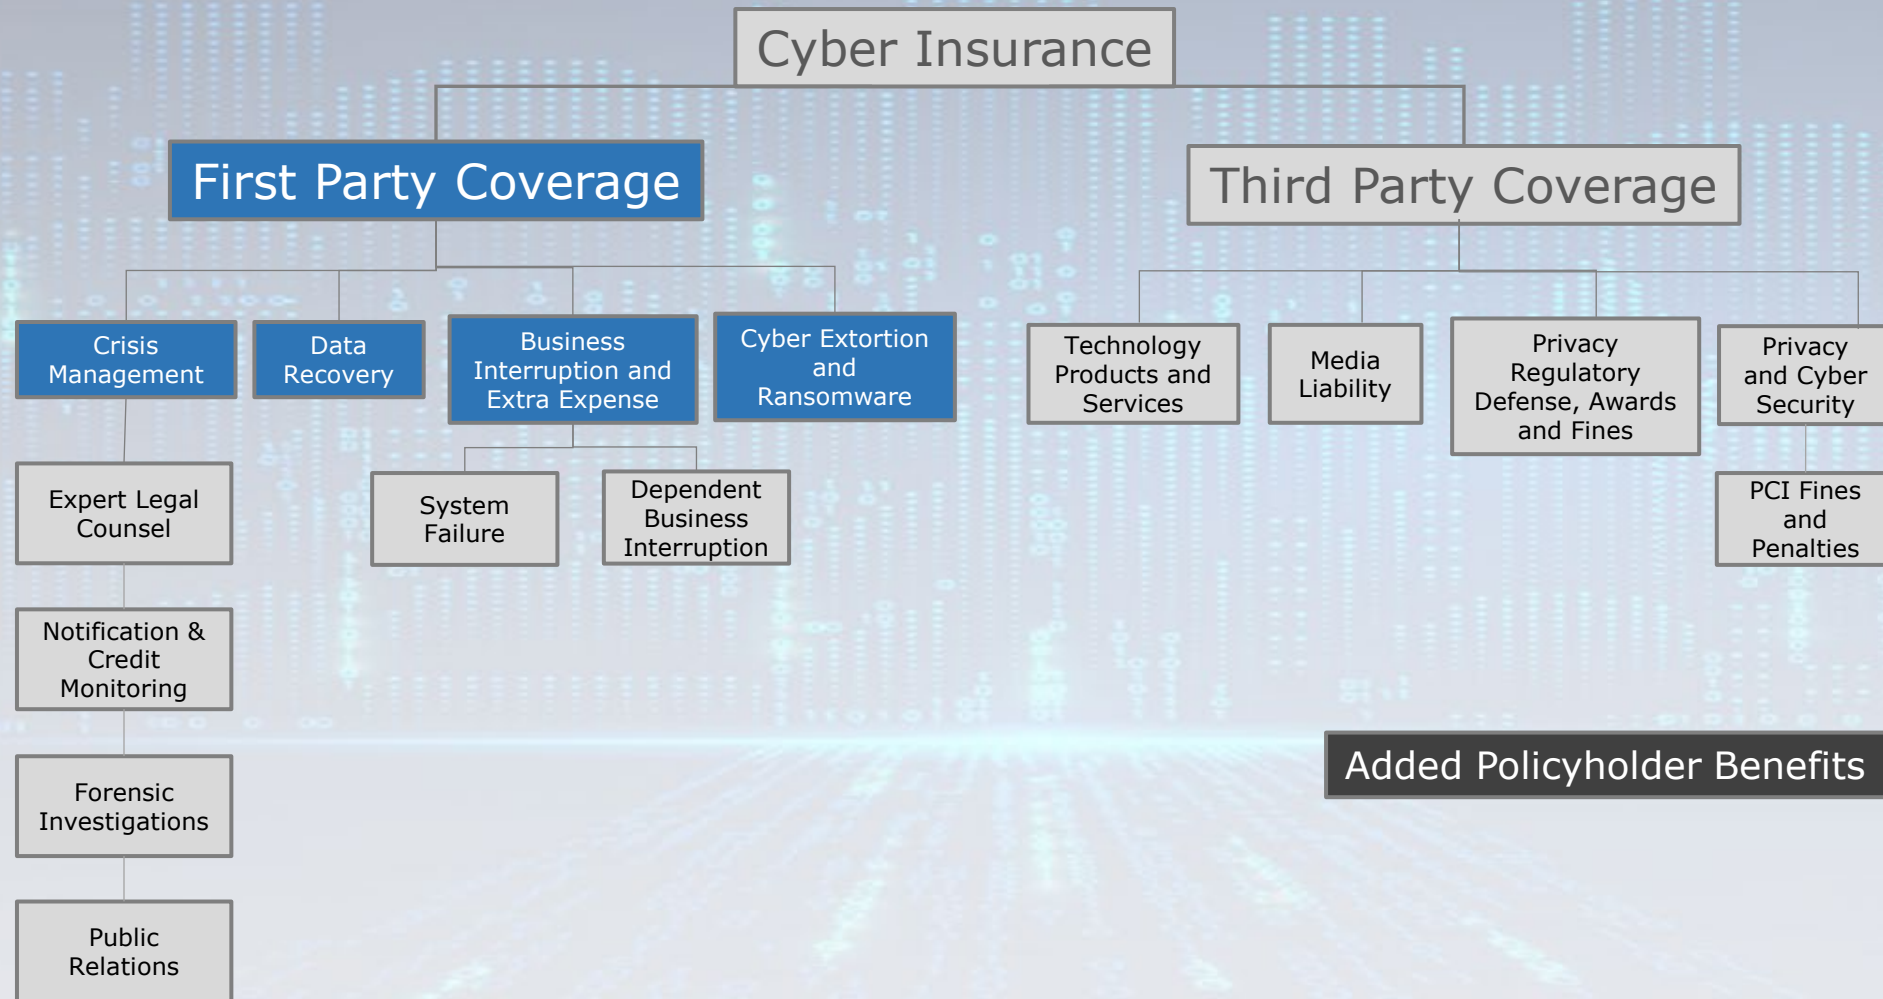 Cyber Insurance
First Party Coverage
Third Party Coverage
Crisis
Management
Data
Recovery
Business
Interruption and
Extra Expense
Cyber Extortion
and
Ransomware
Technology
Products and
Services
Media
Liability
Privacy
Regulatory
Defense, Awards
and Fines
Privacy
and Cyber
Security
Expert Legal
Counsel
System
Failure
Dependent
Business
Interruption
PCI Fines
and
Penalties
Notification &
Credit
Monitoring
Forensic
Investigations
Added Policyholder Benefits
Public
Relations